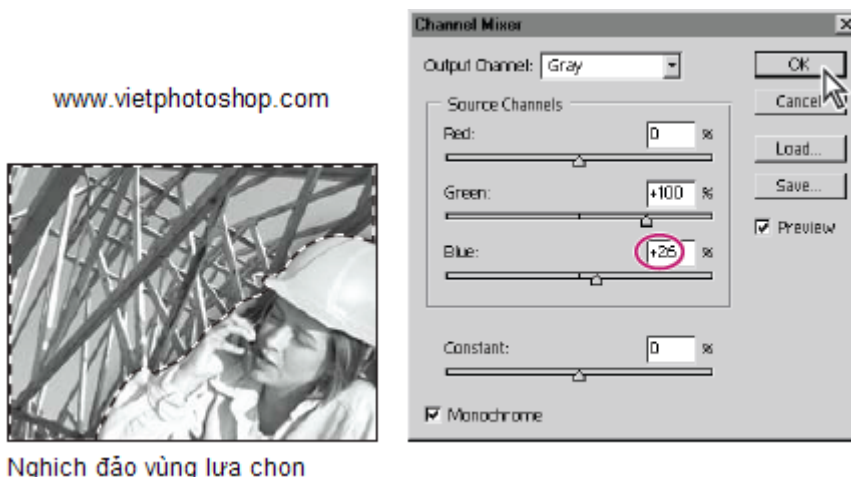 www.vietphotoshop.com
Nghịch đảo vùng lựa chọn
Channel Mixer
Output Channel: Gray
OK
Source Channels
Cancel
Red: 0 %
Load...
Green: +100 %
Save...
Preview
Blue: +26 %
Constant: 0 %
Monochrome